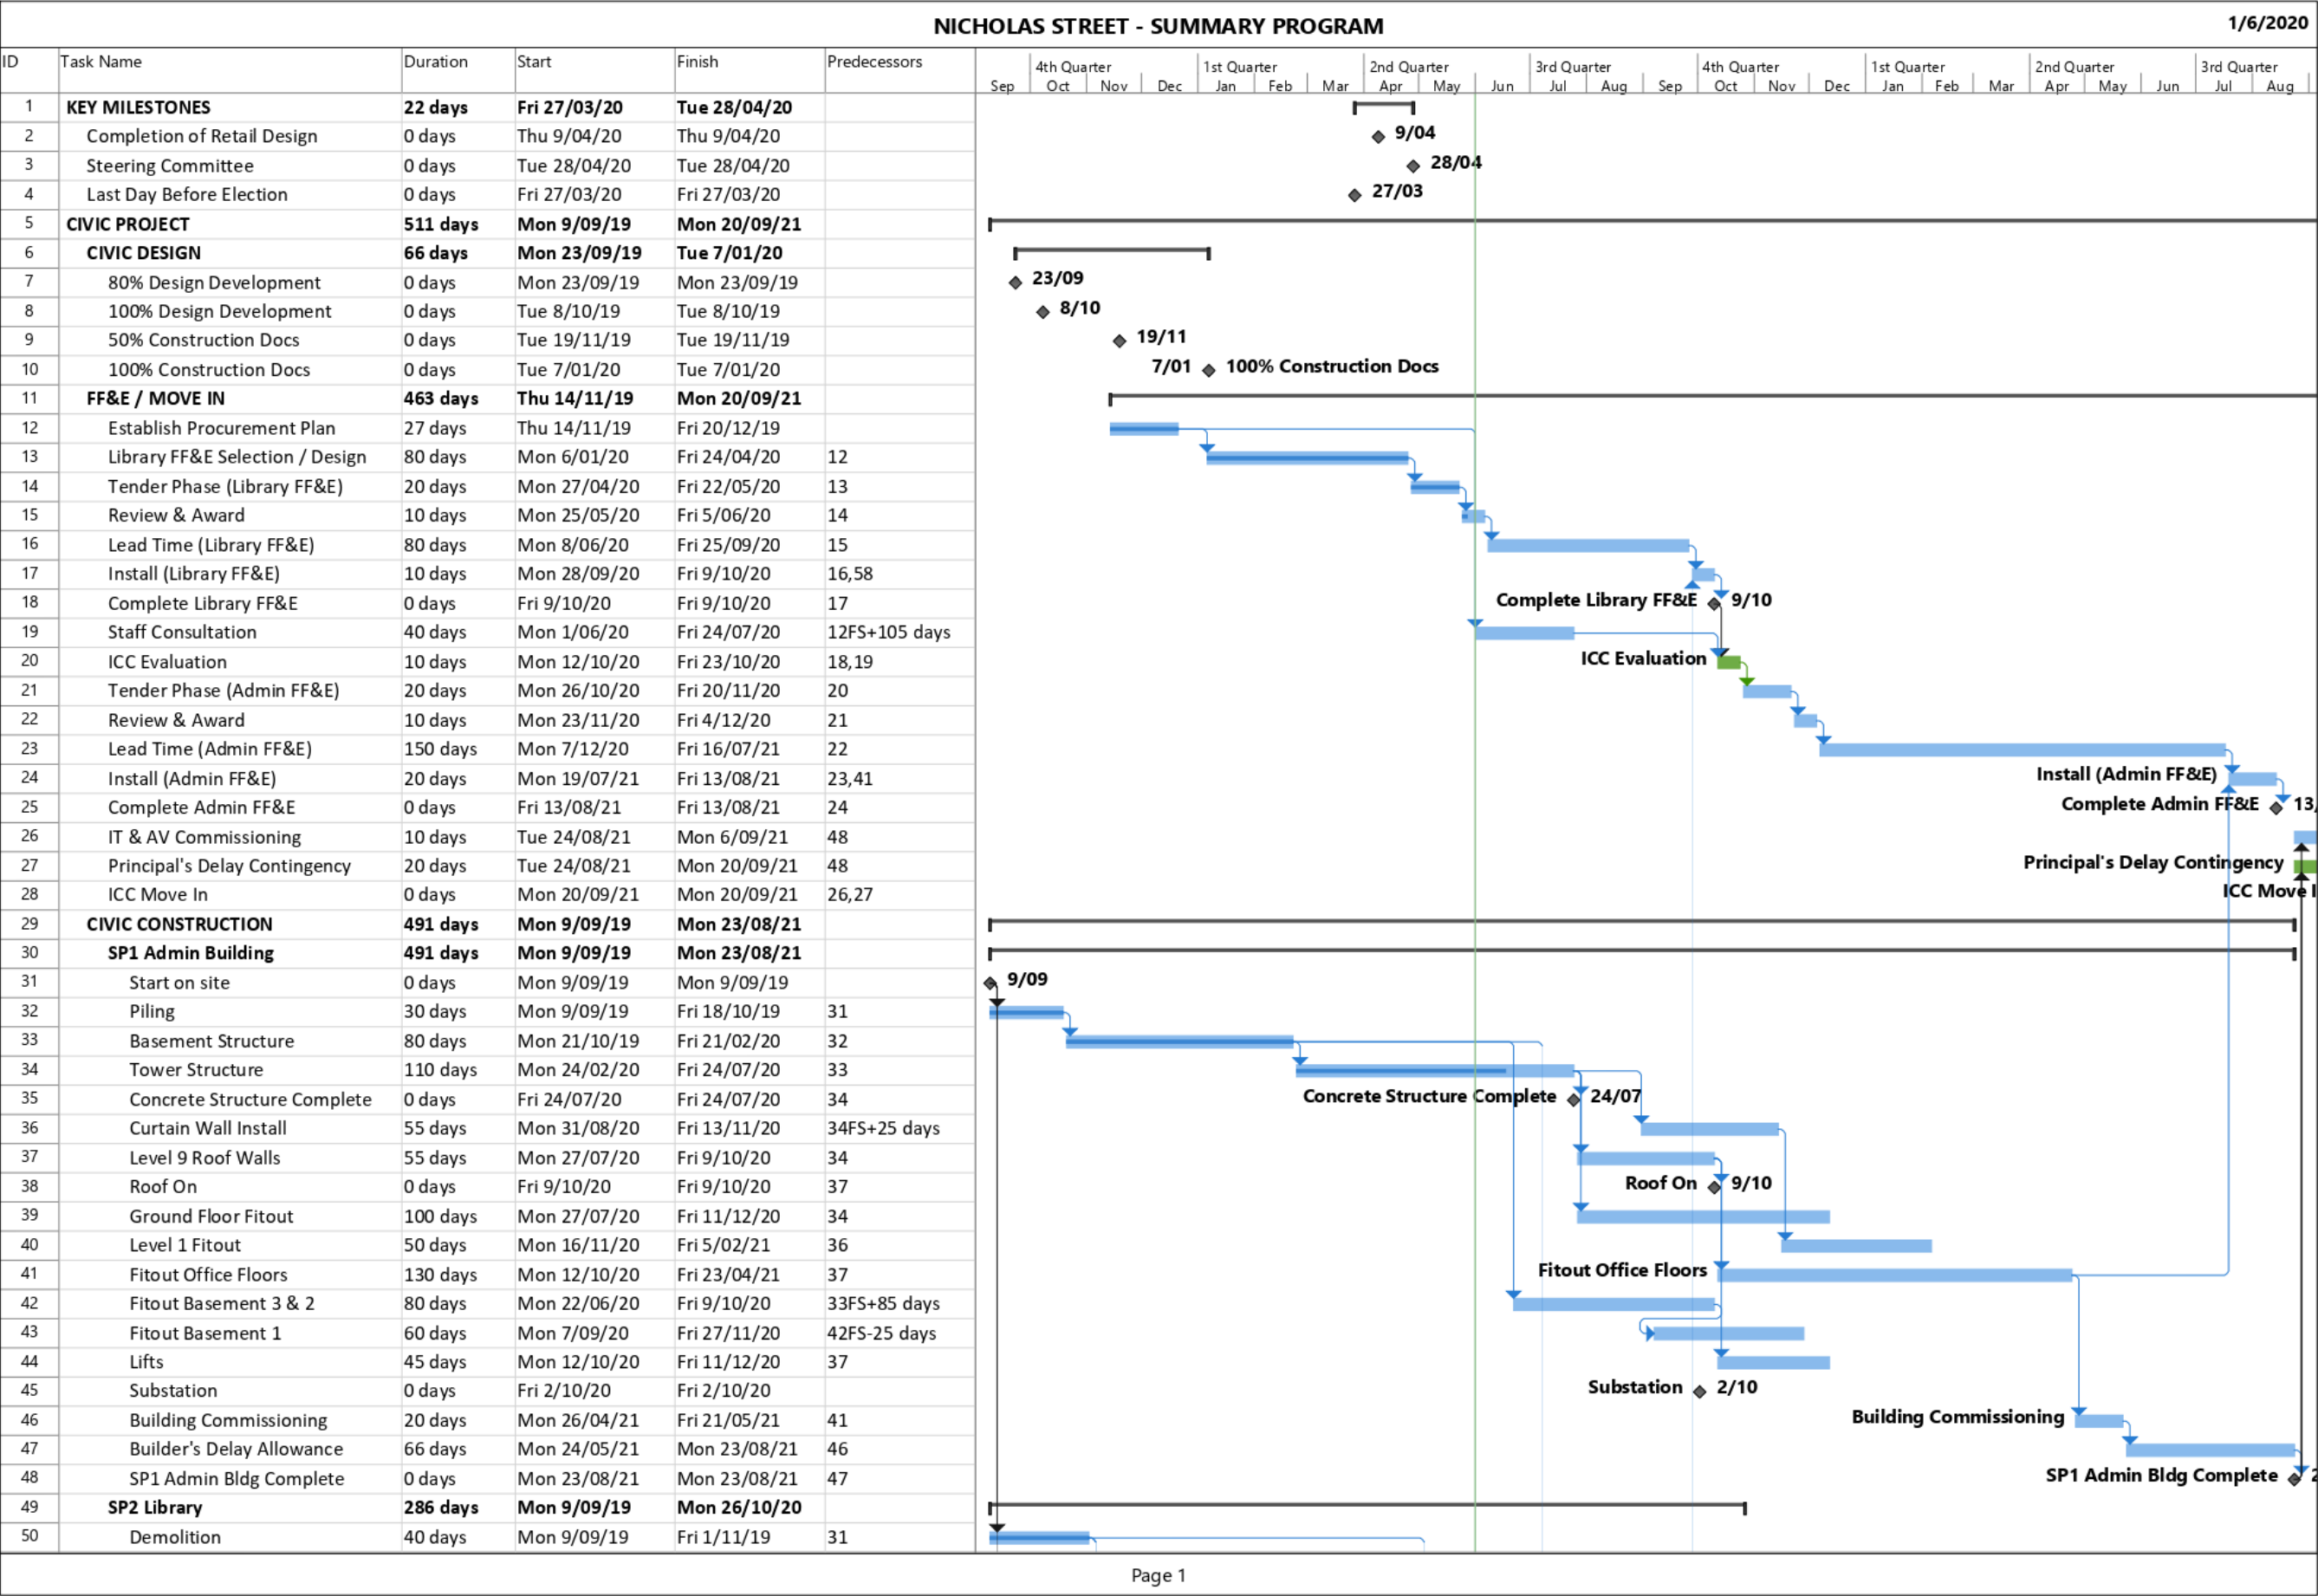 NICHOLAS STREET - SUMMARY PROGRAM 1/6/2020
ID Task Name Duration Start Finish Predecessors
4th Quarter 1st Quarter 2nd Quarter 3rd Quarter 4th Quarter 1st Quarter 2nd Quarter 3rd Quarter
Sep Oct Nov Dec Jan Feb Mar Apr May Jun Jul Aug Sep Oct Nov Dec Jan Feb Mar Apr May Jun Jul Aug
1 KEY MILESTONES 22 days Fri 27/03/20 Tue 28/04/20
2 Completion of Retail Design 0 days Thu 9/04/20 Thu 9/04/20 9/04
3 Steering Committee 0 days Tue 28/04/20 Tue 28/04/20 28/04
4 Last Day Before Election 0 days Fri 27/03/20 Fri 27/03/20 27/03
5 CIVIC PROJECT 511 days Mon 9/09/19 Mon 20/09/21
6 CIVIC DESIGN 66 days Mon 23/09/19 Tue 7/01/20
7 80% Design Development 0 days Mon 23/09/19 Mon 23/09/19 23/09
8 100% Design Development 0 days Tue 8/10/19 Tue 8/10/19 8/10
9 50% Construction Docs 0 days Tue 19/11/19 Tue 19/11/19 19/11
10 100% Construction Docs 0 days Tue 7/01/20 Tue 7/01/20 7/01 100% Construction Docs
11 FF&E / MOVE IN 463 days Thu 14/11/19 Mon 20/09/21
12 Establish Procurement Plan 27 days Thu 14/11/19 Fri 20/12/19
13 Library FF&E Selection / Design 80 days Mon 6/01/20 Fri 24/04/20 12
14 Tender Phase (Library FF&E) 20 days Mon 27/04/20 Fri 22/05/20 13
15 Review & Award 10 days Mon 25/05/20 Fri 5/06/20 14
16 Lead Time (Library FF&E) 80 days Mon 8/06/20 Fri 25/09/20 15
17 Install (Library FF&E) 10 days Mon 28/09/20 Fri 9/10/20 16,58
18 Complete Library FF&E 0 days Fri 9/10/20 Fri 9/10/20 17 Complete Library FF&E 9/10
19 Staff Consultation 40 days Mon 1/06/20 Fri 24/07/20 12FS+105 days
20 ICC Evaluation 10 days Mon 12/10/20 Fri 23/10/20 18,19 ICC Evaluation
21 Tender Phase (Admin FF&E) 20 days Mon 26/10/20 Fri 20/11/20 20
22 Review & Award 10 days Mon 23/11/20 Fri 4/12/20 21
23 Lead Time (Admin FF&E) 150 days Mon 7/12/20 Fri 16/07/21 22
24 Install (Admin FF&E) 20 days Mon 19/07/21 Fri 13/08/21 23,41 Install (Admin FF&E)
25 Complete Admin FF&E 0 days Fri 13/08/21 Fri 13/08/21 24 Complete Admin FF&E 13/
26 IT & AV Commissioning 10 days Tue 24/08/21 Mon 6/09/21 48
27 Principal's Delay Contingency 20 days Tue 24/08/21 Mon 20/09/21 48 Principal's Delay Contingency
28 ICC Move In 0 days Mon 20/09/21 Mon 20/09/21 26,27 ICC Move I
29 CIVIC CONSTRUCTION 491 days Mon 9/09/19 Mon 23/08/21
30 SP1 Admin Building 491 days Mon 9/09/19 Mon 23/08/21
31 Start on site 0 days Mon 9/09/19 Mon 9/09/19 9/09
32 Piling 30 days Mon 9/09/19 Fri 18/10/19 31
33 Basement Structure 80 days Mon 21/10/19 Fri 21/02/20 32
34 Tower Structure 110 days Mon 24/02/20 Fri 24/07/20 33
35 Concrete Structure Complete 0 days Fri 24/07/20 Fri 24/07/20 34 Concrete Structure Complete 24/07
36 Curtain Wall Install 55 days Mon 31/08/20 Fri 13/11/20 34FS+25 days
37 Level 9 Roof Walls 55 days Mon 27/07/20 Fri 9/10/20 34
38 Roof On 0 days Fri 9/10/20 Fri 9/10/20 37 Roof On 9/10
39 Ground Floor Fitout 100 days Mon 27/07/20 Fri 11/12/20 34
40 Level 1 Fitout 50 days Mon 16/11/20 Fri 5/02/21 36
41 Fitout Office Floors 130 days Mon 12/10/20 Fri 23/04/21 37 Fitout Office Floors
42 Fitout Basement 3 & 2 80 days Mon 22/06/20 Fri 9/10/20 33FS+85 days
43 Fitout Basement 1 60 days Mon 7/09/20 Fri 27/11/20 42FS-25 days
44 Lifts 45 days Mon 12/10/20 Fri 11/12/20 37
45 Substation 0 days Fri 2/10/20 Fri 2/10/20 Substation 2/10
46 Building Commissioning 20 days Mon 26/04/21 Fri 21/05/21 41 Building Commissioning
47 Builder's Delay Allowance 66 days Mon 24/05/21 Mon 23/08/21 46
48 SP1 Admin Bldg Complete 0 days Mon 23/08/21 Mon 23/08/21 47 SP1 Admin Bldg Complete
49 SP2 Library 286 days Mon 9/09/19 Mon 26/10/20
50 Demolition 40 days Mon 9/09/19 Fri 1/11/19 31
Page 1